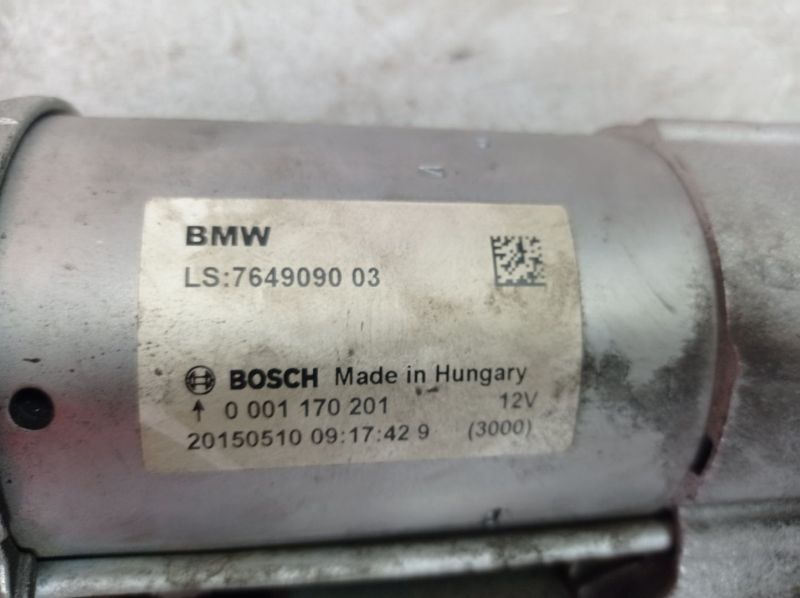 BMW
LS:7649090 03
BOSCH Made in Hungary
0 001 170 201 12V
20150510 09:17:42 9 (3000)